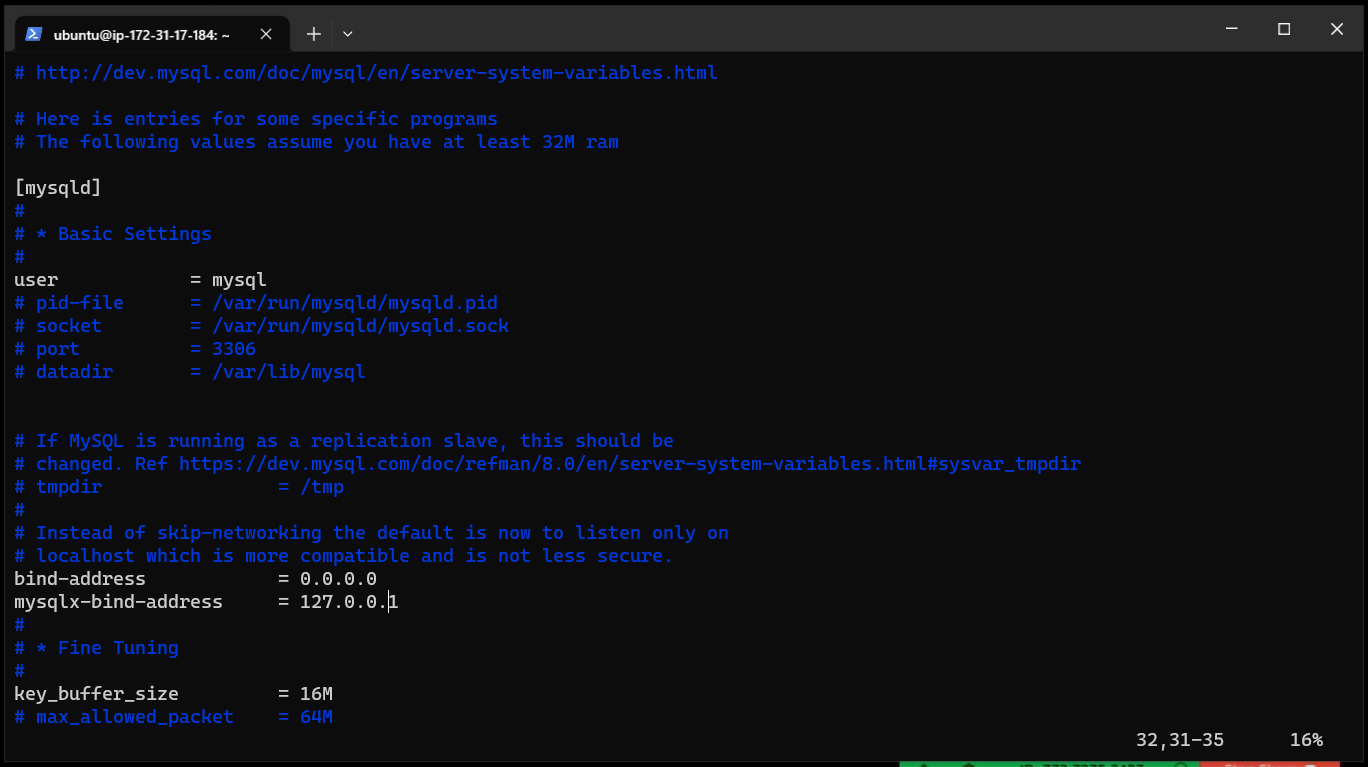 ubuntu@ip-172-31-17-184: ~
# http://dev.mysql.com/doc/mysql/en/server-system-variables.html
# Here is entries for some specific programs
# The following values assume you have at least 32M ram
[mysqld]
#
# * Basic Settings
#
user = mysql
# pid-file = /var/run/mysqld/mysqld.pid
# socket = /var/run/mysqld/mysqld.sock
# port = 3306
# datadir = /var/lib/mysql
# If MySQL is running as a replication slave, this should be
# changed. Ref https://dev.mysql.com/doc/refman/8.0/en/server-system-variables.html#sysvar_tmpdir
# tmpdir = /tmp
#
# Instead of skip-networking the default is now to listen only on
# localhost which is more compatible and is not less secure.
bind-address = 0.0.0.0
mysqlx-bind-address = 127.0.0.1
#
# * Fine Tuning
#
key_buffer_size = 16M
# max_allowed_packet = 64M
32,31-35 16%